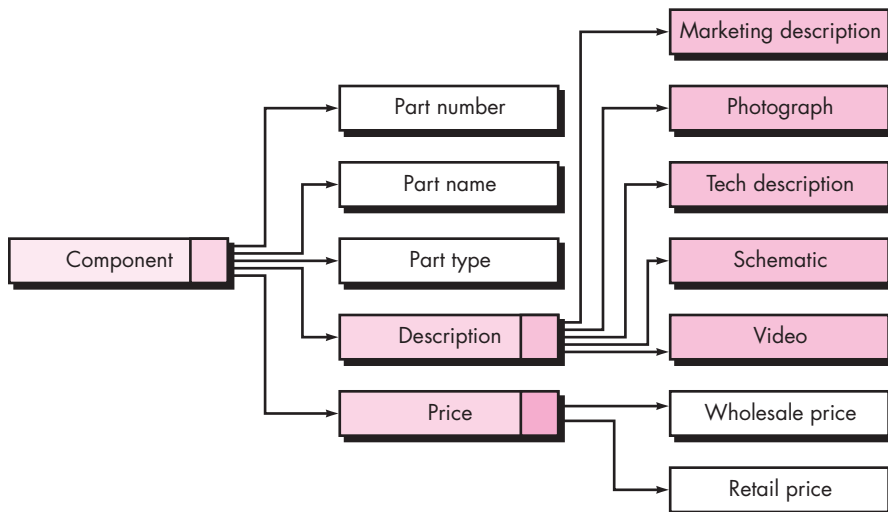 Component
Part number
Part name
Part type
Description
Price
Marketing description
Photograph
Tech description
Schematic
Video
Wholesale price
Retail price